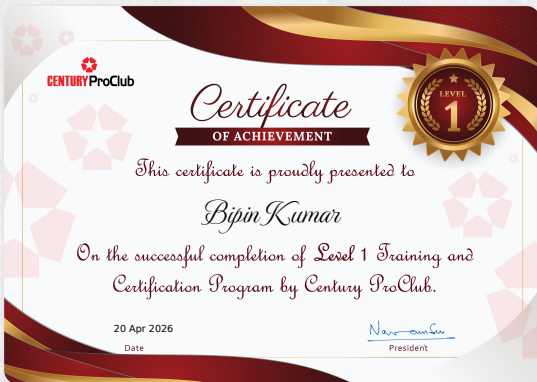 CENTURY ProClub
Certificate
OF ACHIEVEMENT
LEVEL
1
This certificate is proudly presented to
Bipin Kumar
On the successful completion of Level 1 Training and
Certification Program by Century ProClub.
20 Apr 2026
Date
President